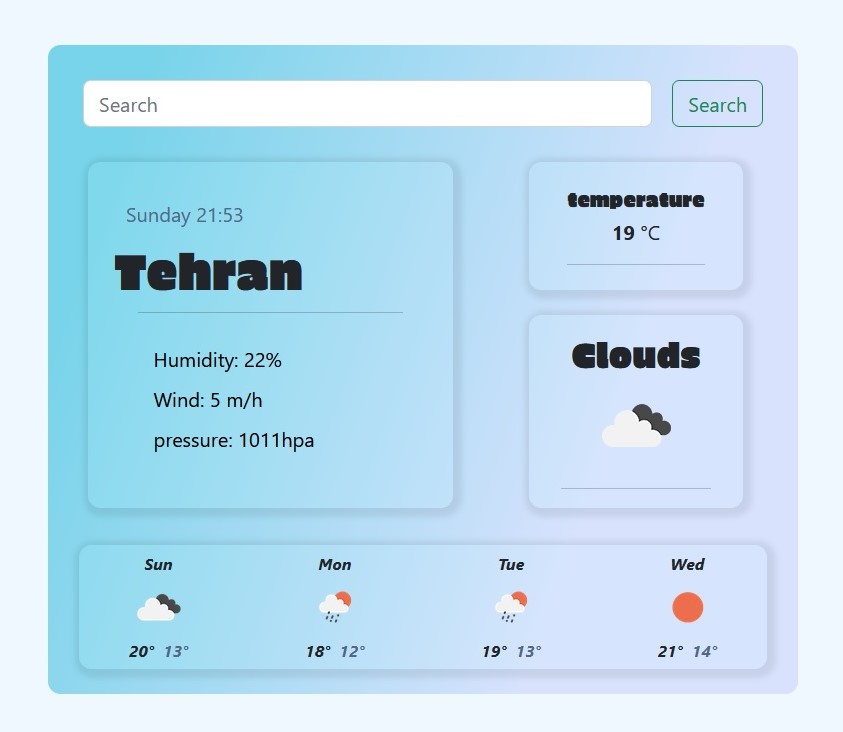 Search Search
Sunday 21:53
Tehran
Humidity: 22%
Wind: 5 m/h
pressure: 1011hpa
temperature
19 °C
Clouds
Sun Mon Tue Wed
20° 13° 18° 12° 19° 13° 21° 14°